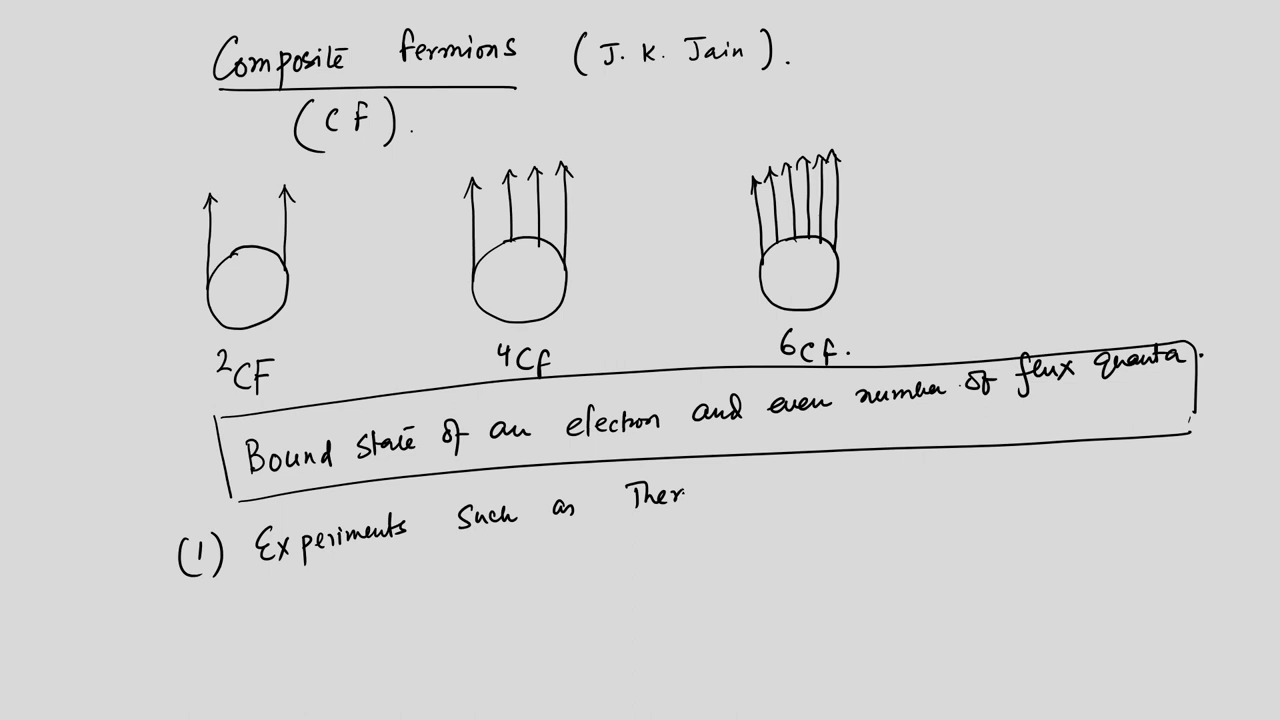 Composite fermions (J. K. Jain).
(CF).
²CF ⁴CF ⁶CF.
Bound state of an electron and even number of flux quanta.
(1) Experiments such as Ther